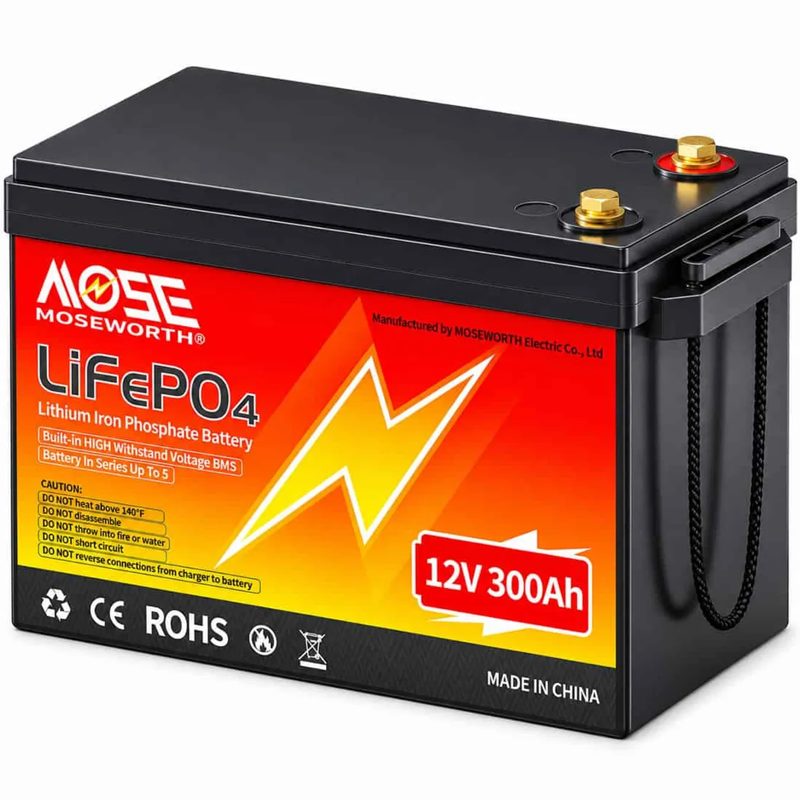 MOSE
MOSEWORTH®
Manufactured by MOSEWORTH Electric Co., Ltd
LiFePO4
Lithium Iron Phosphate Battery
Built-in HIGH Withstand Voltage BMS
Battery In Series Up To 5
CAUTION:
DO NOT heat above 140°F
DO NOT disassemble
DO NOT throw into fire or water
DO NOT short circuit
DO NOT reverse connections from charger to battery
12V 300Ah
CE ROHS
MADE IN CHINA